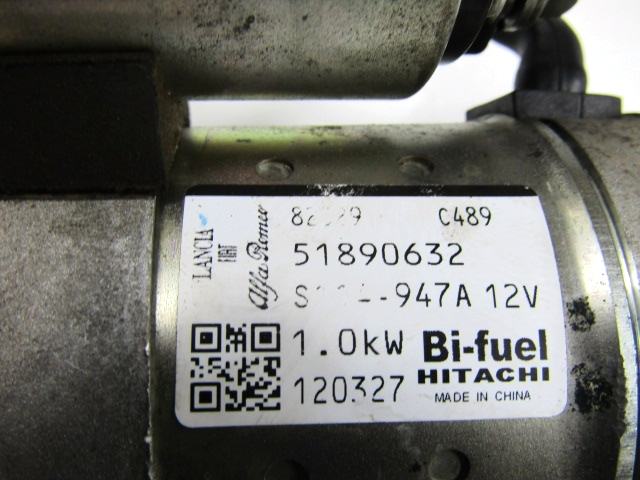 LANCIA
FIAT
Alfa Romeo
C489
51890632
12V
1.0kW
Bi-fuel
120327
HITACHI
MADE IN CHINA